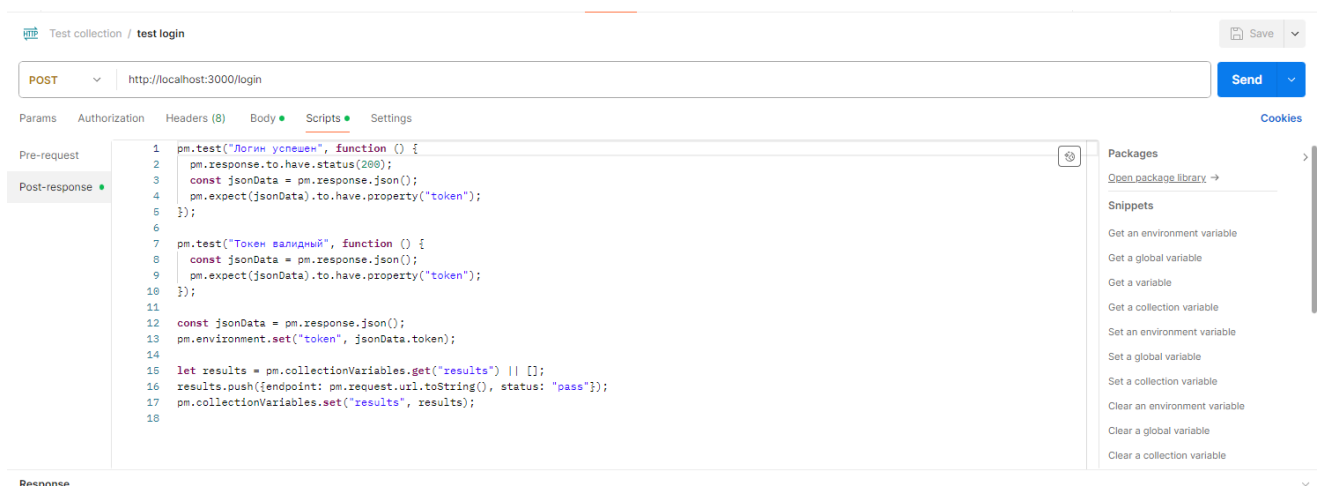 HTTP Test collection / test login
Save
POST http://localhost:3000/login
Send
Params Authorization Headers (8) Body Scripts Settings
Cookies
Pre-request
Post-response
1 pm.test("Логин успешен", function () {
2 pm.response.to.have.status(200);
3 const jsonData = pm.response.json();
4 pm.expect(jsonData).to.have.property("token");
5 });
6
7 pm.test("Токен валидный", function () {
8 const jsonData = pm.response.json();
9 pm.expect(jsonData).to.have.property("token");
10 });
11
12 const jsonData = pm.response.json();
13 pm.environment.set("token", jsonData.token);
14
15 let results = pm.collectionVariables.get("results") || [];
16 results.push({endpoint: pm.request.url.toString(), status: "pass"});
17 pm.collectionVariables.set("results", results);
18
Packages
Open package library →
Snippets
Get an environment variable
Get a global variable
Get a variable
Get a collection variable
Set an environment variable
Set a global variable
Set a collection variable
Clear an environment variable
Clear a global variable
Clear a collection variable
Response